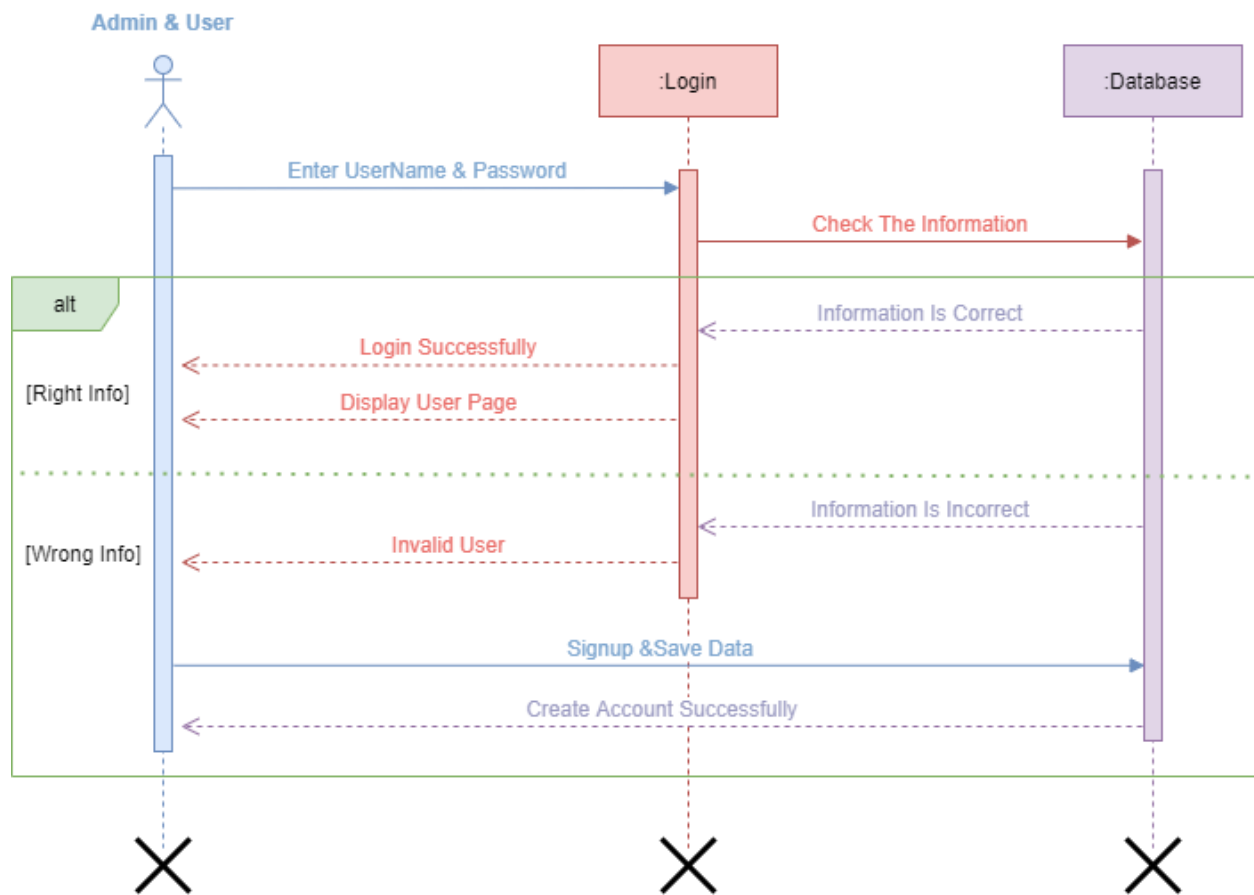 Admin & User
:Login
:Database
Enter UserName & Password
Check The Information
alt
Information Is Correct
Login Successfully
[Right Info]
Display User Page
Information Is Incorrect
Invalid User
[Wrong Info]
Signup &Save Data
Create Account Successfully